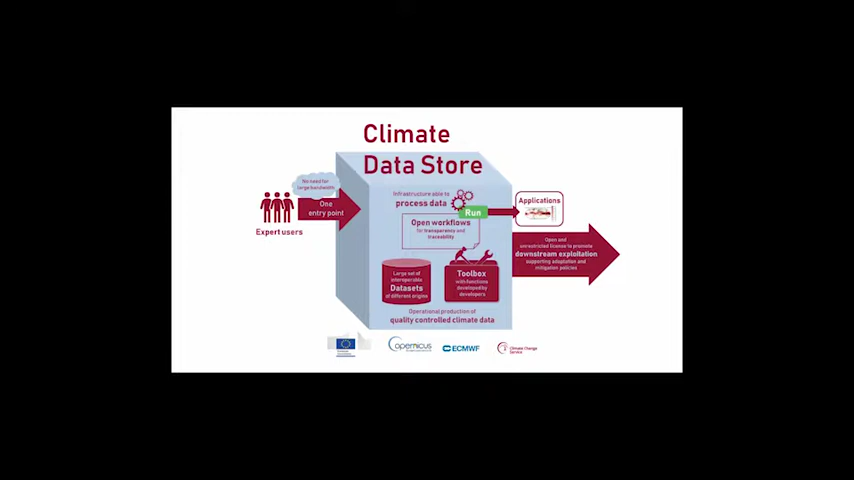 Climate
Data Store
No need for
large bandwidth
One
entry point
Expert users
Infrastructure able to
process data
Run
Open workflows
for transparency and
traceability
Applications
Open and
unrestricted license to promote
downstream exploitation
supporting adaptation and
mitigation policies
Large set of
interoperable
Datasets
of different origins
Toolbox
with functions
developed by
developers
Operational production of
quality controlled climate data
opernicus
ECMWF
Climate Change
Service